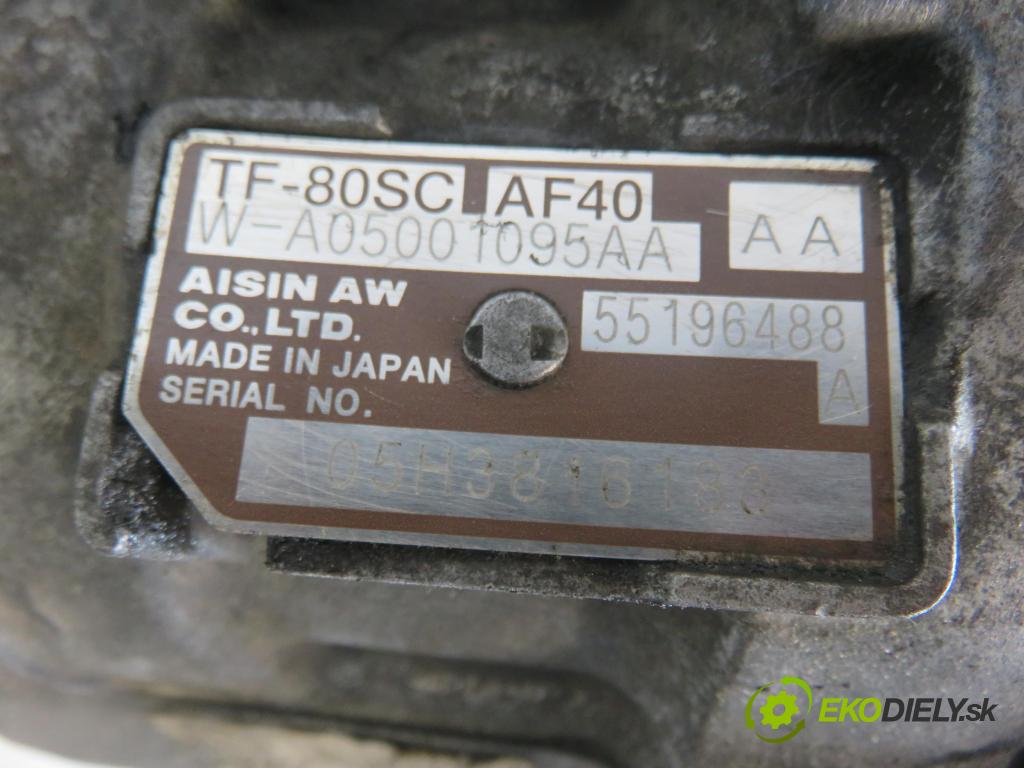 TF-80SC AF40
W-A05001095AA AA
AISIN AW
CO.,LTD. 55196488
MADE IN JAPAN A
SERIAL NO.
05H3816183
EKODIELY.sk